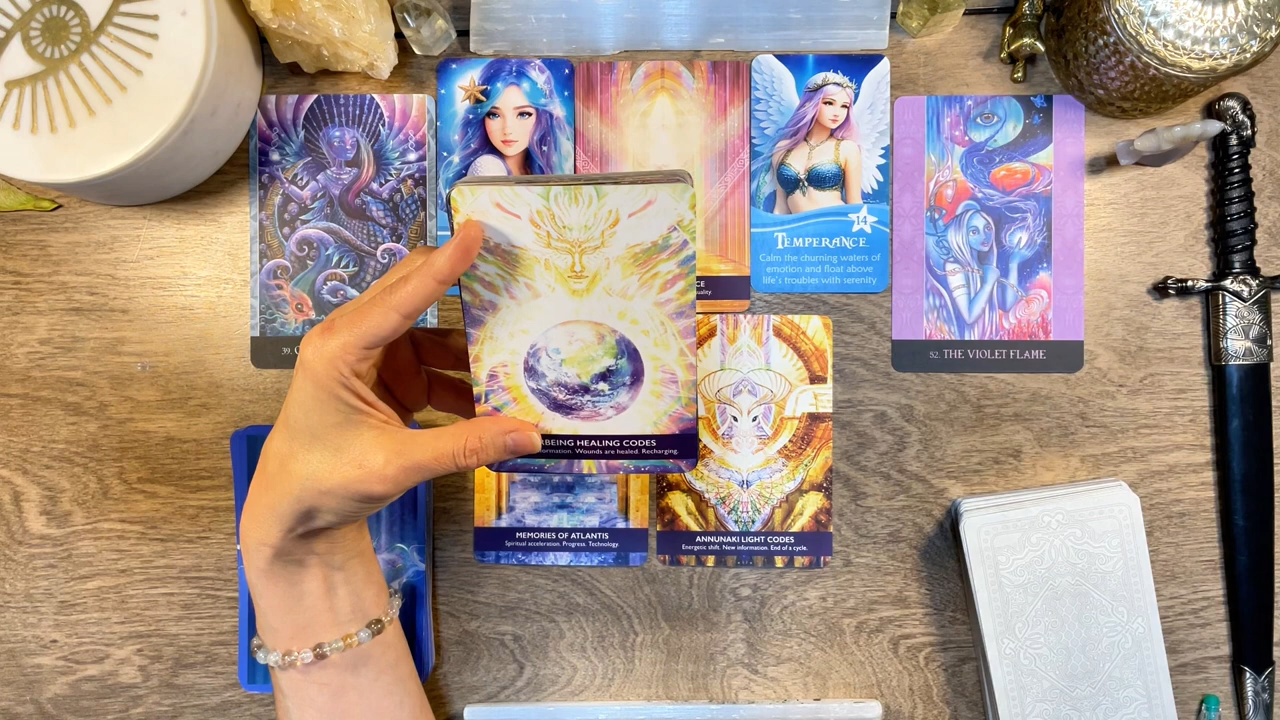 14
TEMPERANCE
Calm the churning waters of
emotion and float above
life's troubles with serenity
39.
52. THE VIOLET FLAME
HEALING CODES
Wounds are healed. Recharging.
MEMORIES OF ATLANTIS
Spiritual acceleration. Progress. Technology.
ANNUNAKI LIGHT CODES
Energetic shift. New information. End of a cycle.